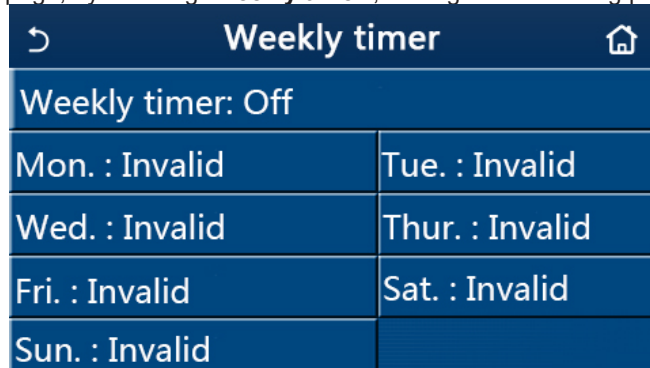 Weekly timer
Weekly timer: Off
Mon. : Invalid Tue. : Invalid
Wed. : Invalid Thur. : Invalid
Fri. : Invalid Sat. : Invalid
Sun. : Invalid